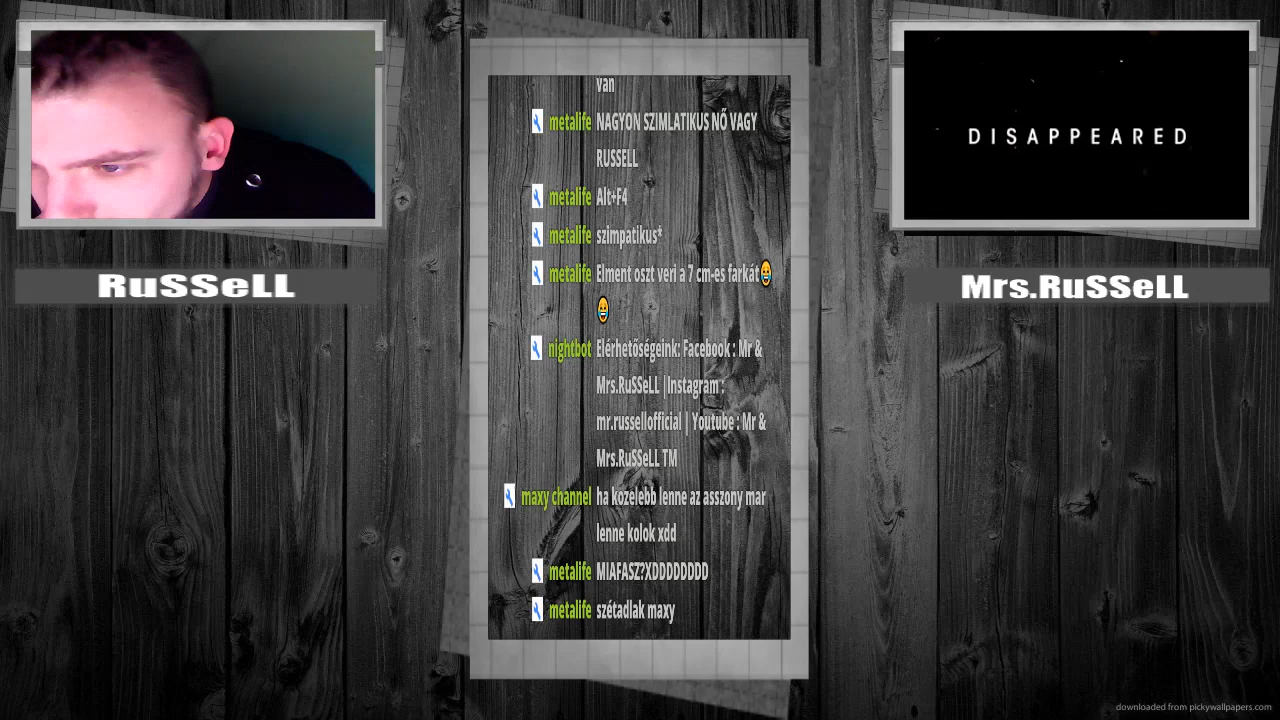 van
metalife NAGYON SZIMLATIKUS NŐ VAGY
RUSSELL
metalife Alt+F4
metalife szimpatikus*
metalife Elment oszt veri a 7 cm-es farkát😂
😂
nightbot Elérhetőségeink: Facebook : Mr &
Mrs.RuSSeLL |Instagram :
mr.russellofficial | Youtube : Mr &
Mrs.RuSSeLL TM
maxy channel ha kozelebb lenne az asszony mar
lenne kolok xdd
metalife MIAFASZ?XDDDDDDDD
metalife szétadlak maxy
RuSSeLL
DISAPPEARED
Mrs.RuSSeLL
downloaded from pickywallpapers.com